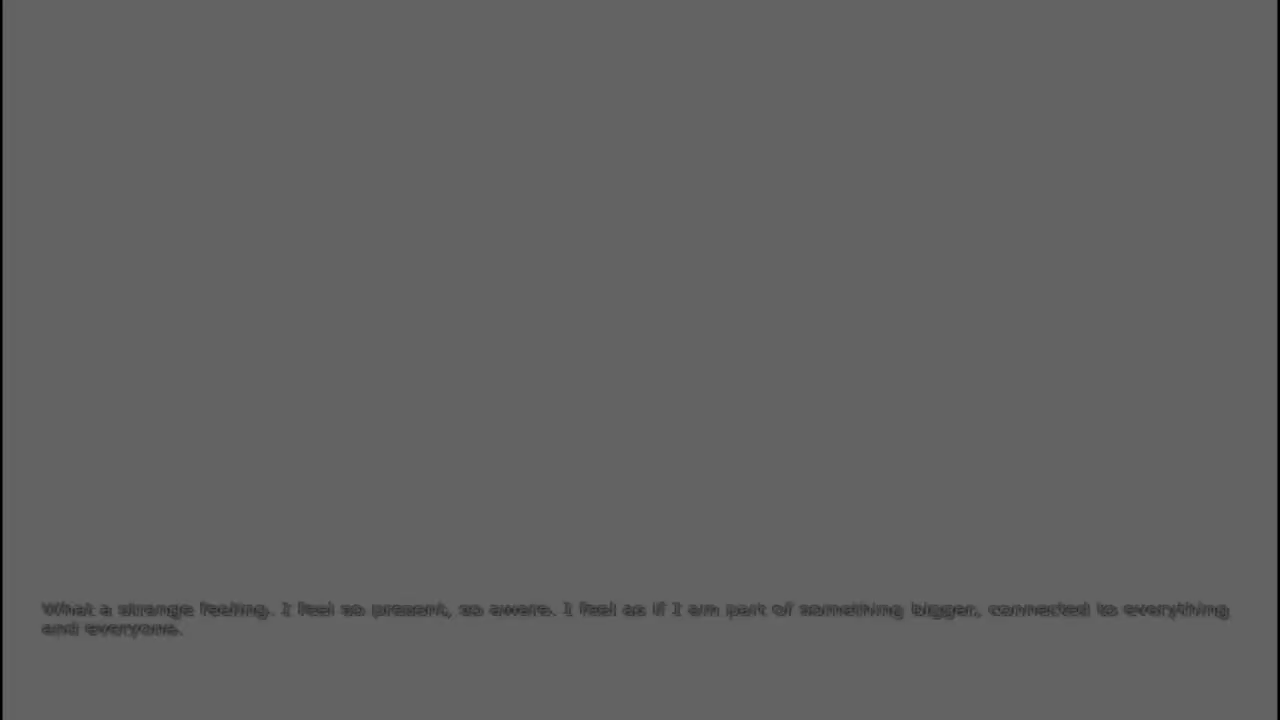 What a strange feeling. I feel so present, so aware. I feel as if I am part of something bigger, connected to everything
and everyone.